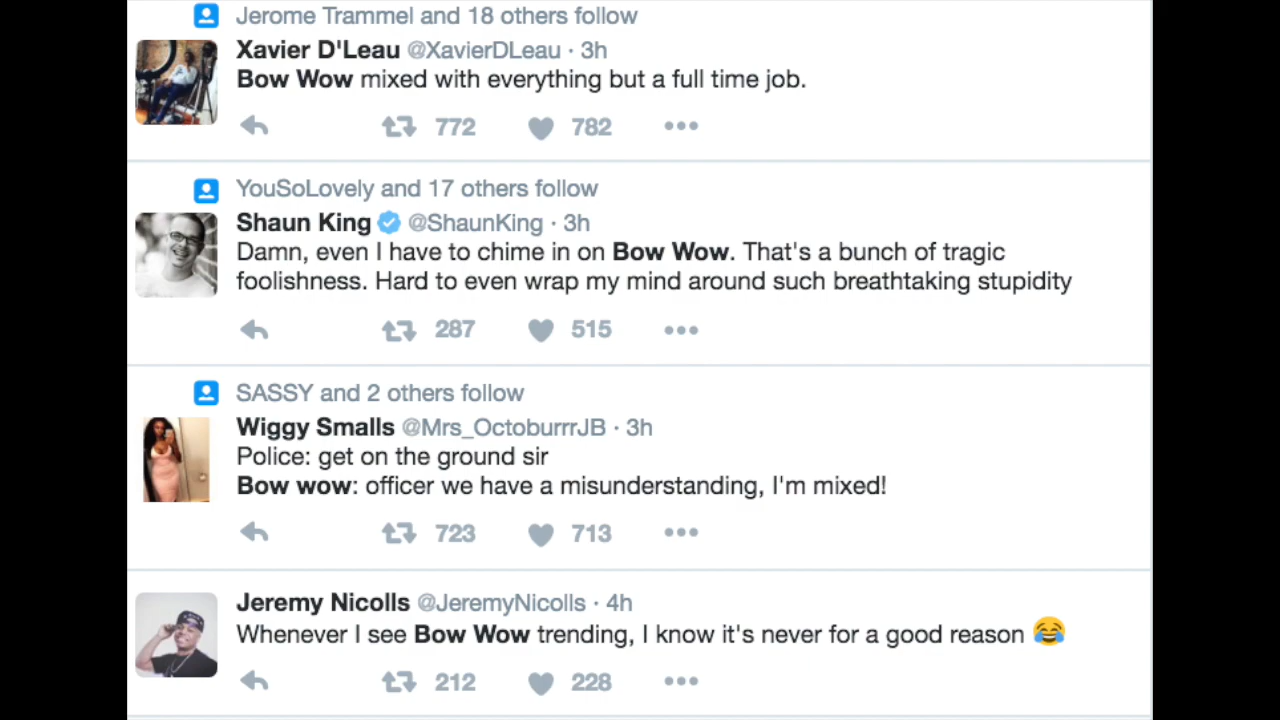 Jerome Trammel and 18 others follow
Xavier D'Leau @XavierDLeau · 3h
Bow Wow mixed with everything but a full time job.
772 782 •••
YouSoLovely and 17 others follow
Shaun King @ShaunKing · 3h
Damn, even I have to chime in on Bow Wow. That's a bunch of tragic
foolishness. Hard to even wrap my mind around such breathtaking stupidity
287 515 •••
SASSY and 2 others follow
Wiggy Smalls @Mrs_OctoburrrJB · 3h
Police: get on the ground sir
Bow wow: officer we have a misunderstanding, I'm mixed!
723 713 •••
Jeremy Nicolls @JeremyNicolls · 4h
Whenever I see Bow Wow trending, I know it's never for a good reason 😂
212 228 •••